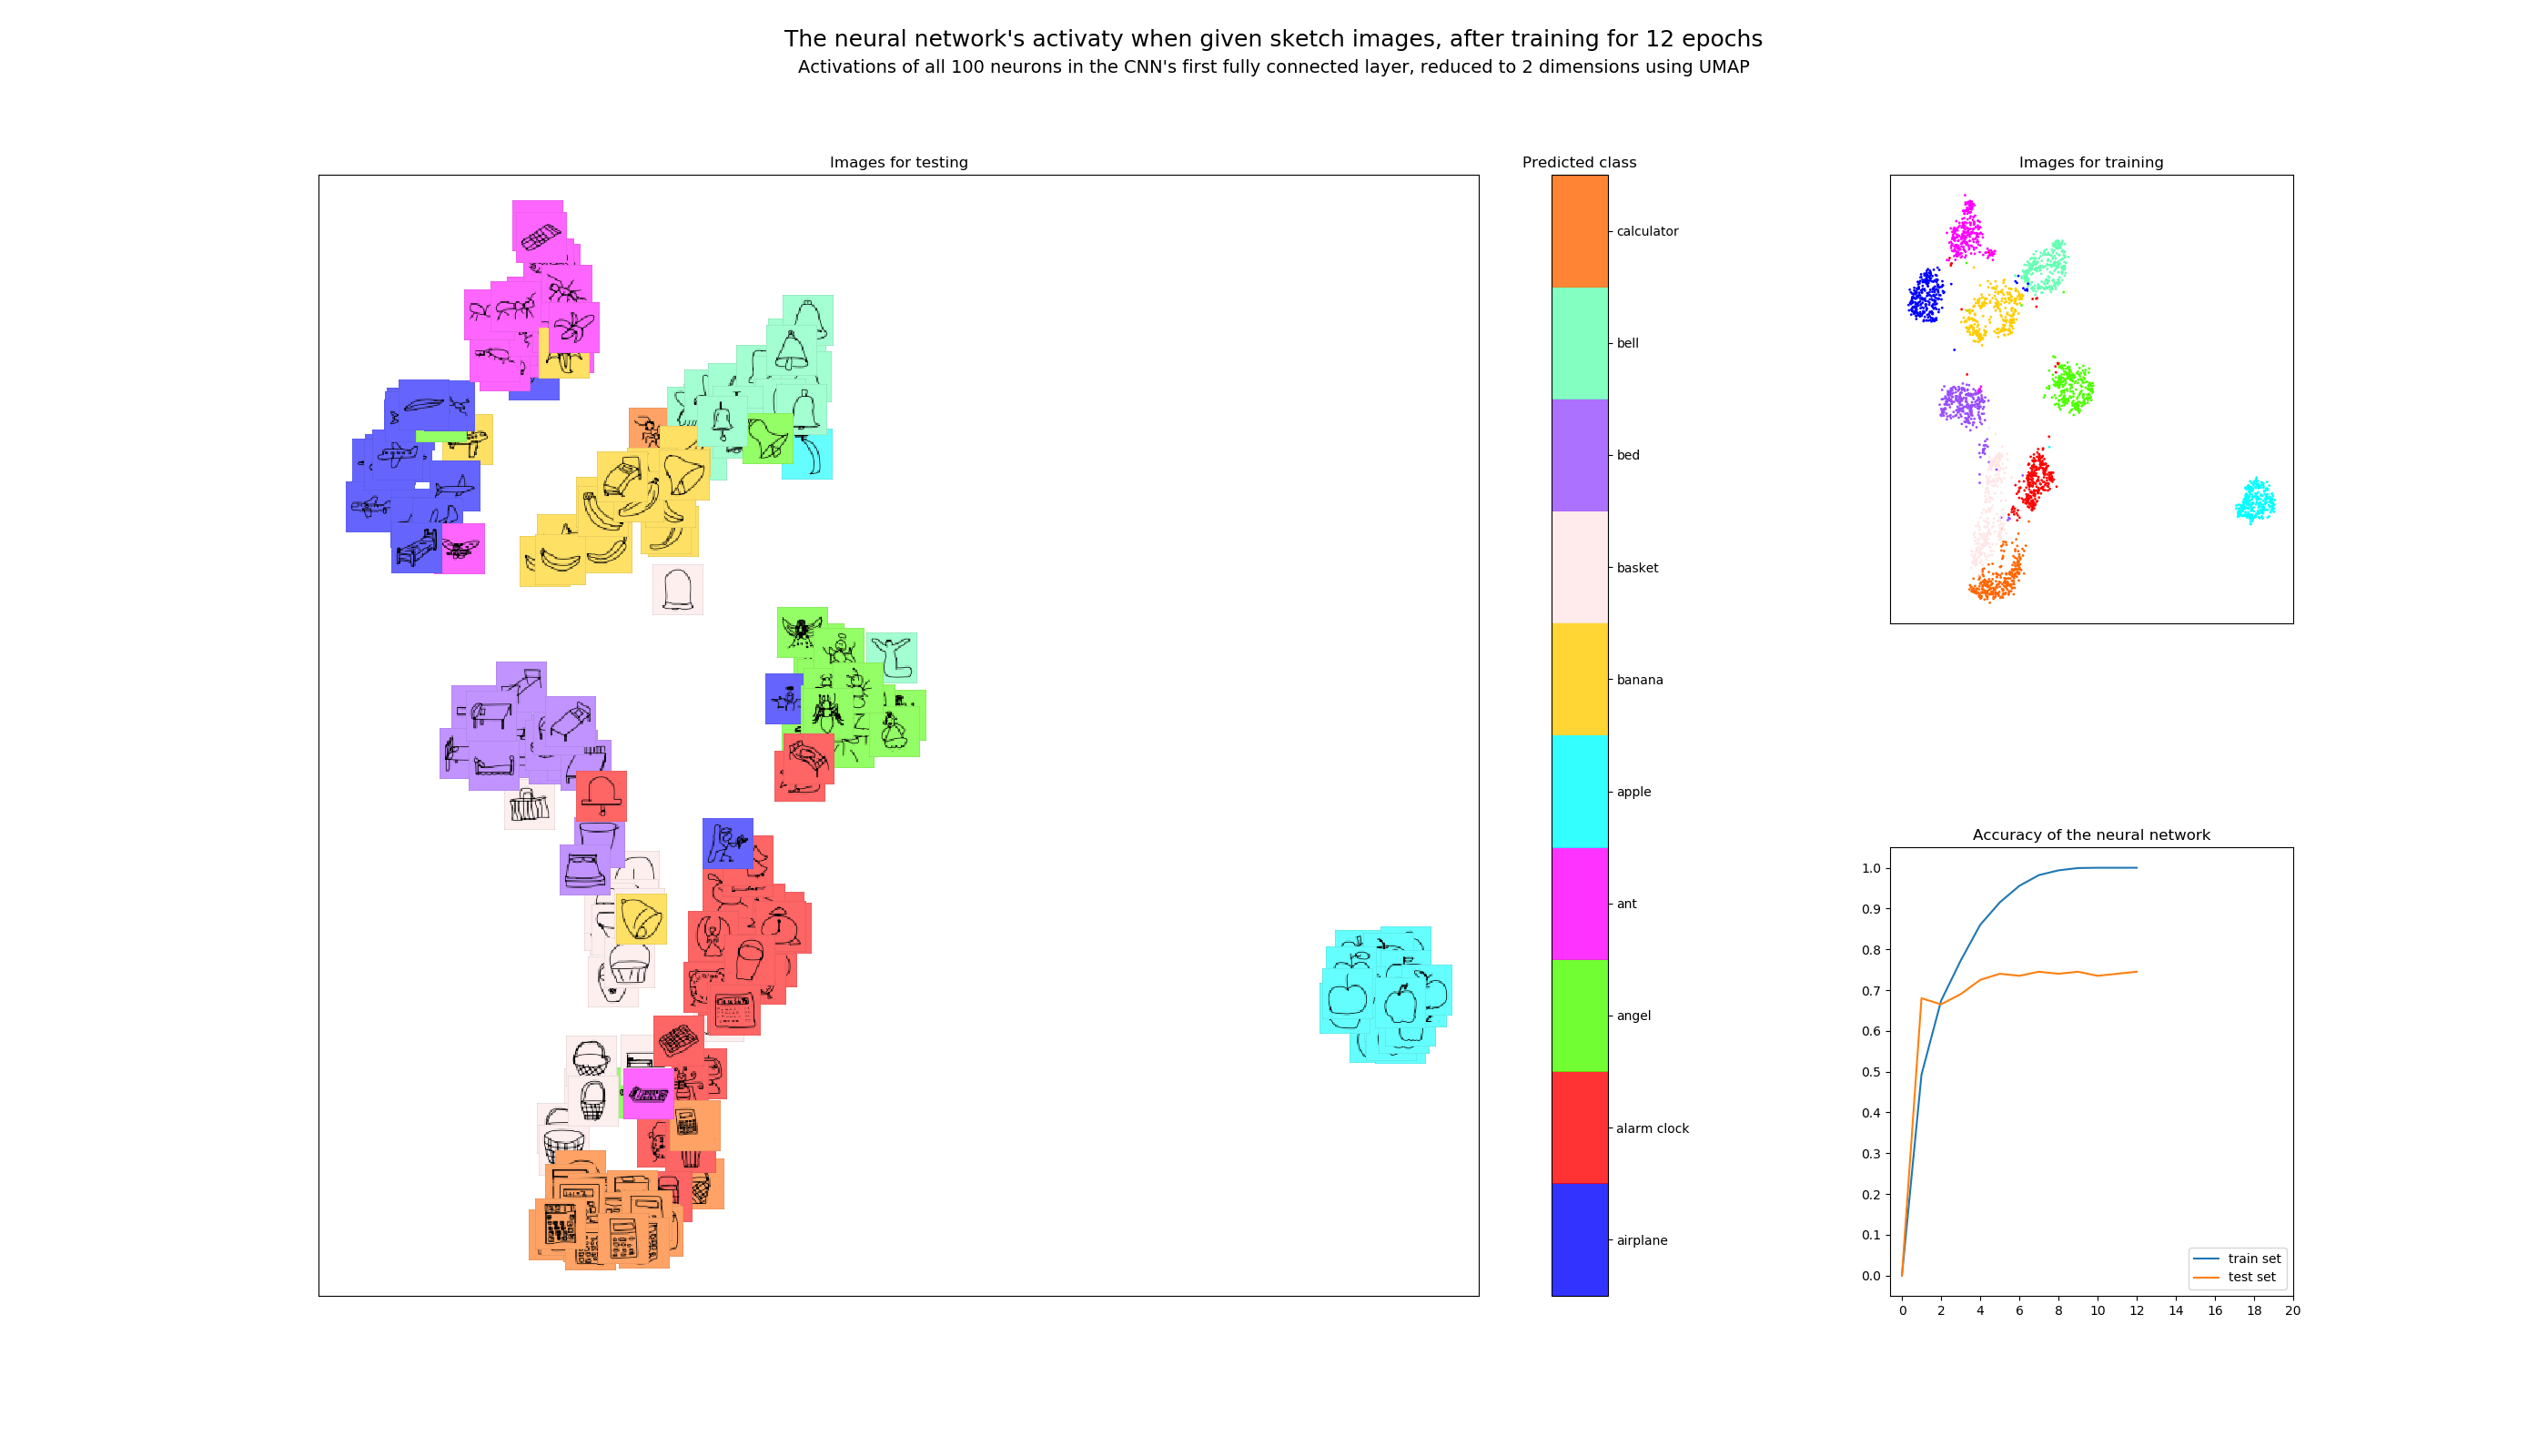 The neural network's activaty when given sketch images, after training for 12 epochs
Activations of all 100 neurons in the CNN's first fully connected layer, reduced to 2 dimensions using UMAP
Images for testing
Predicted class
calculator
bell
bed
basket
banana
apple
ant
angel
alarm clock
airplane
Images for training
Accuracy of the neural network
1.0
0.9
0.8
0.7
0.6
0.5
0.4
0.3
0.2
0.1
0.0
train set
test set
0 2 4 6 8 10 12 14 16 18 20